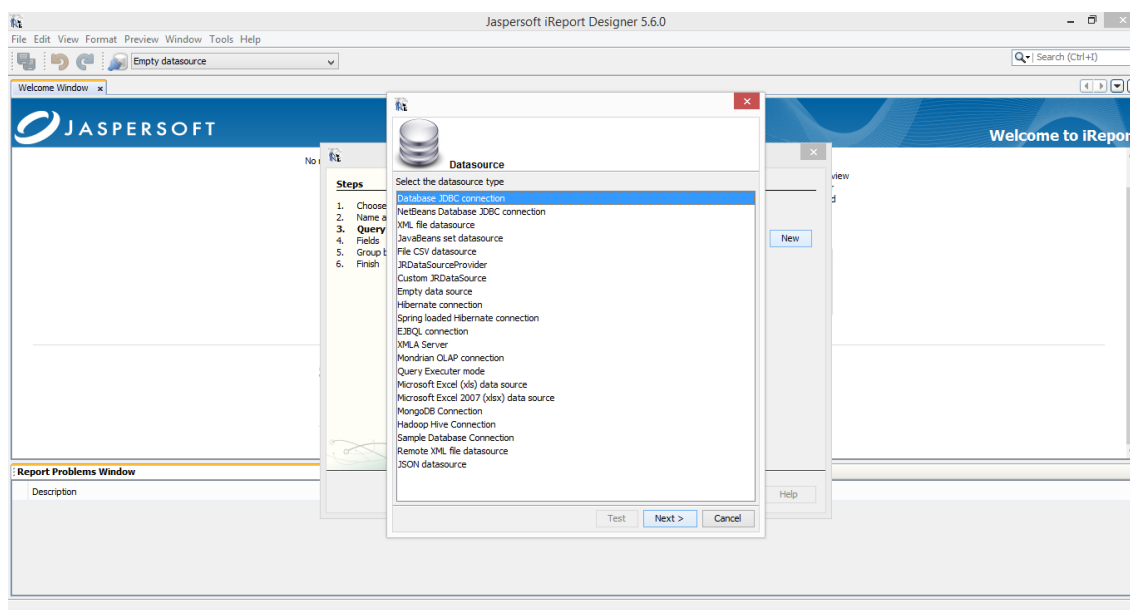 Jaspersoft iReport Designer 5.6.0
File Edit View Format Preview Window Tools Help
Empty datasource
Search (Ctrl+I)
Welcome Window
JASPERSOFT
Welcome to iRepor
No
view
d
Steps
1. Choose
2. Name a
3. Query
4. Fields
5. Group b
6. Finish
New
Help
Datasource
Select the datasource type
Database JDBC connection
NetBeans Database JDBC connection
XML file datasource
JavaBeans set datasource
File CSV datasource
JRDataSourceProvider
Custom JRDataSource
Empty data source
Hibernate connection
Spring loaded Hibernate connection
EJBQL connection
XMLA Server
Mondrian OLAP connection
Query Executer mode
Microsoft Excel (xls) data source
Microsoft Excel 2007 (xlsx) data source
MongoDB Connection
Hadoop Hive Connection
Sample Database Connection
Remote XML file datasource
JSON datasource
Test
Next >
Cancel
Report Problems Window
Description